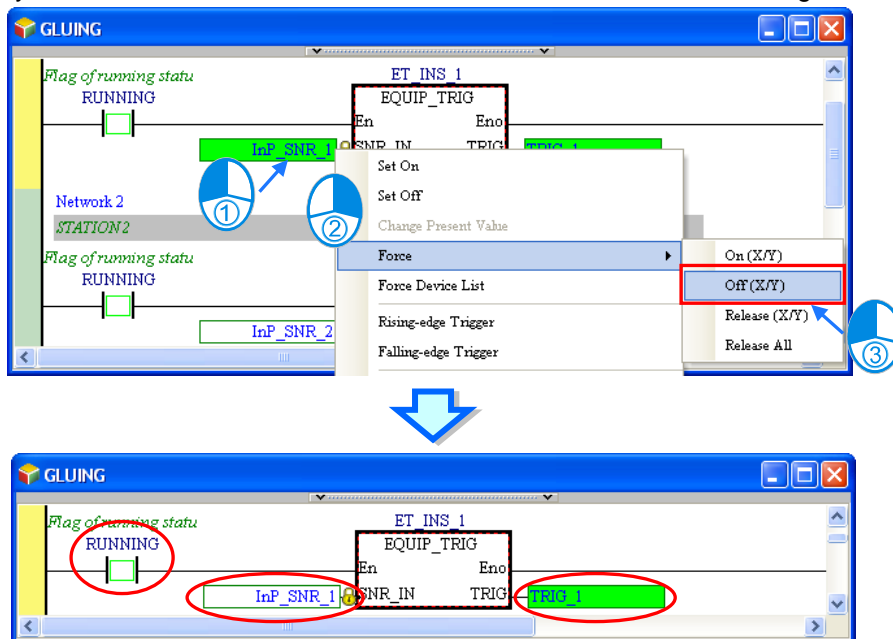 GLUING
Flag of running statu
RUNNING
ET_INS_1
EQUIP_TRIG
En Eno
InP_SNR_1 SNR_IN TRIG TRIG_1
Set On
Set Off
Change Present Value
Force
Force Device List
Rising-edge Trigger
Falling-edge Trigger
On (X/Y)
Off (X/Y)
Release (X/Y)
Release All
1
2
3
Network 2
STATION2
Flag of running statu
RUNNING
InP_SNR_2
GLUING
Flag of running statu
RUNNING
ET_INS_1
EQUIP_TRIG
En Eno
InP_SNR_1 SNR_IN TRIG TRIG_1